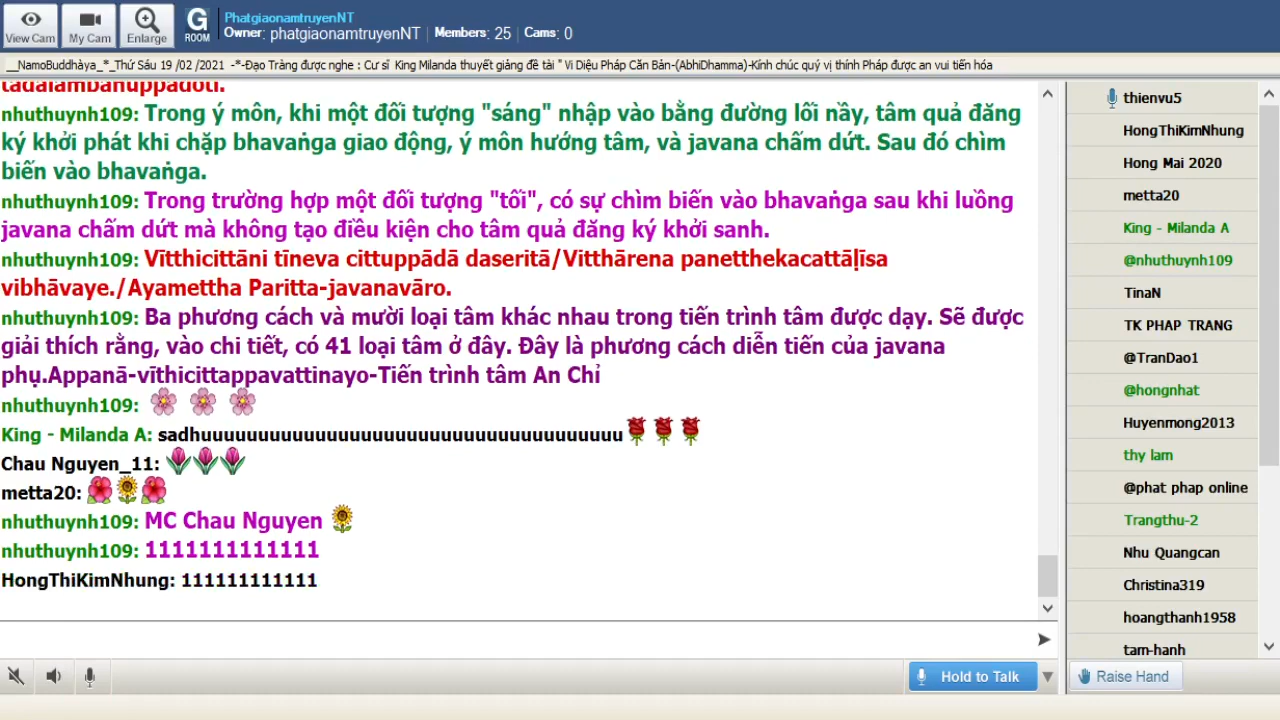 View Cam
My Cam
Enlarge
G
ROOM
PhatgiaonamtruyenNT
Owner: phatgiaonamtruyenNT | Members: 25 | Cams: 0
__NamoBuddhàya_*_Thứ Sáu 19 /02 /2021 -*-Đạo Tràng được nghe : Cư sĩ King Milanda thuyết giảng đề tài " Vi Diệu Pháp Căn Bản-(AbhiDhamma)-Kính chúc quý vị thính Pháp được an vui tiến hóa
tadālambanuppādoti.
nhuthuynh109: Trong ý môn, khi một đối tượng "sáng" nhập vào bằng đường lối nầy, tâm quả đăng
ký khởi phát khi chặp bhavaṅga giao động, ý môn hướng tâm, và javana chấm dứt. Sau đó chìm
biến vào bhavaṅga.
nhuthuynh109: Trong trường hợp một đối tượng "tối", có sự chìm biến vào bhavaṅga sau khi luồng
javana chấm dứt mà không tạo điều kiện cho tâm quả đăng ký khởi sanh.
nhuthuynh109: Vītthicittāni tīneva cittuppādā daseritā/Vitthārena panetthekacattāḷīsa
vibhāvaye./Ayamettha Paritta-javanavāro.
nhuthuynh109: Ba phương cách và mười loại tâm khác nhau trong tiến trình tâm được dạy. Sẽ được
giải thích rằng, vào chi tiết, có 41 loại tâm ở đây. Đây là phương cách diễn tiến của javana
phụ.Appanā-vīthicittappavattinayo-Tiến trình tâm An Chỉ
nhuthuynh109:
King - Milanda A: sadhuuuuuuuuuuuuuuuuuuuuuuuuuuuuuuuuuuuuu
Chau Nguyen_11:
metta20:
nhuthuynh109: MC Chau Nguyen
nhuthuynh109: 1111111111111
HongThiKimNhung: 111111111111
Hold to Talk
thienvu5
HongThiKimNhung
Hong Mai 2020
metta20
King - Milanda A
@nhuthuynh109
TinaN
TK PHAP TRANG
@TranDao1
@hongnhat
Huyenmong2013
thy lam
@phat phap online
Trangthu-2
Nhu Quangcan
Christina319
hoangthanh1958
tam-hanh
Raise Hand